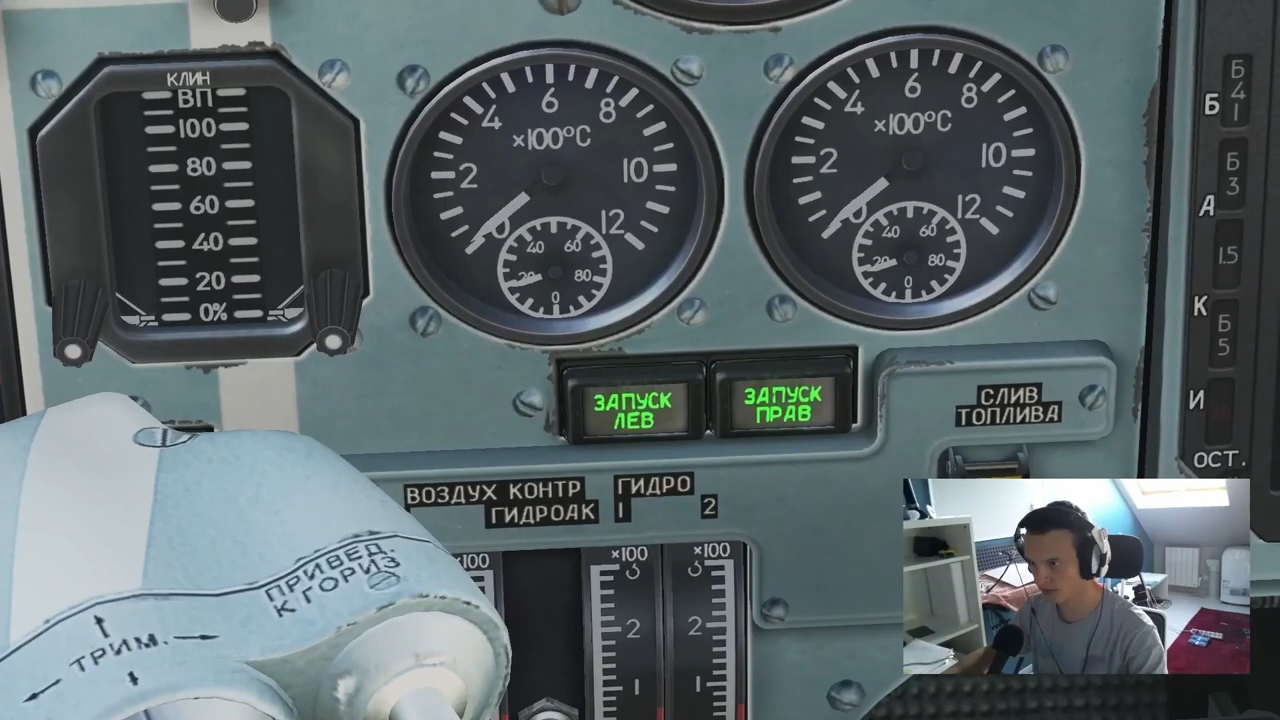 КЛИН
ВП
100
80
60
40
20
0%
6
4 8
×100°C
2 10
0 12
40 60
20 80
0
6
4 8
×100°C
2 10
0 12
40 60
20 80
0
Б Б41
Б3
А
1.5
К
Б5
И
ОСТ.
ЗАПУСК
ЛЕВ
ЗАПУСК
ПРАВ
СЛИВ
ТОПЛИВА
ВОЗДУХ КОНТР
ГИДРОАК
ГИДРО
1 2
×100 ×100 ×100
3 3
2 2
1 1
ПРИВЕД.
К ГОРИЗ
ТРИМ.